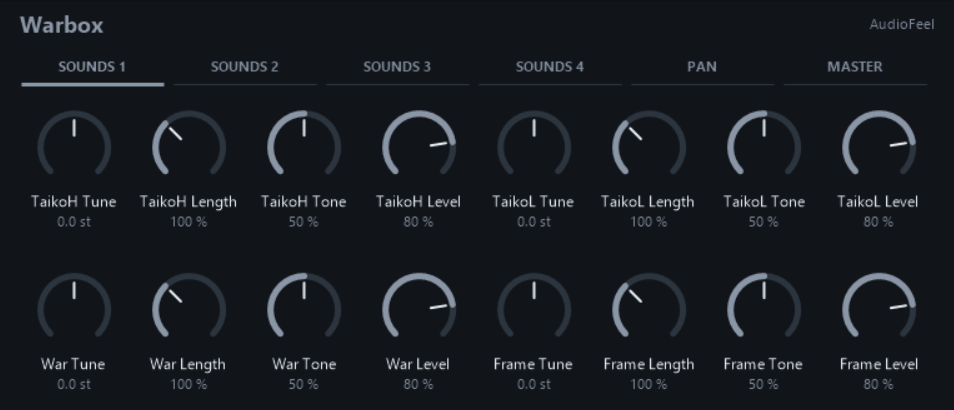 Warbox
AudioFeel
SOUNDS 1 SOUNDS 2 SOUNDS 3 SOUNDS 4 PAN MASTER
TaikoH Tune TaikoH Length TaikoH Tone TaikoH Level TaikoL Tune TaikoL Length TaikoL Tone TaikoL Level
0.0 st 100 % 50 % 80 % 0.0 st 100 % 50 % 80 %
War Tune War Length War Tone War Level Frame Tune Frame Length Frame Tone Frame Level
0.0 st 100 % 50 % 80 % 0.0 st 100 % 50 % 80 %